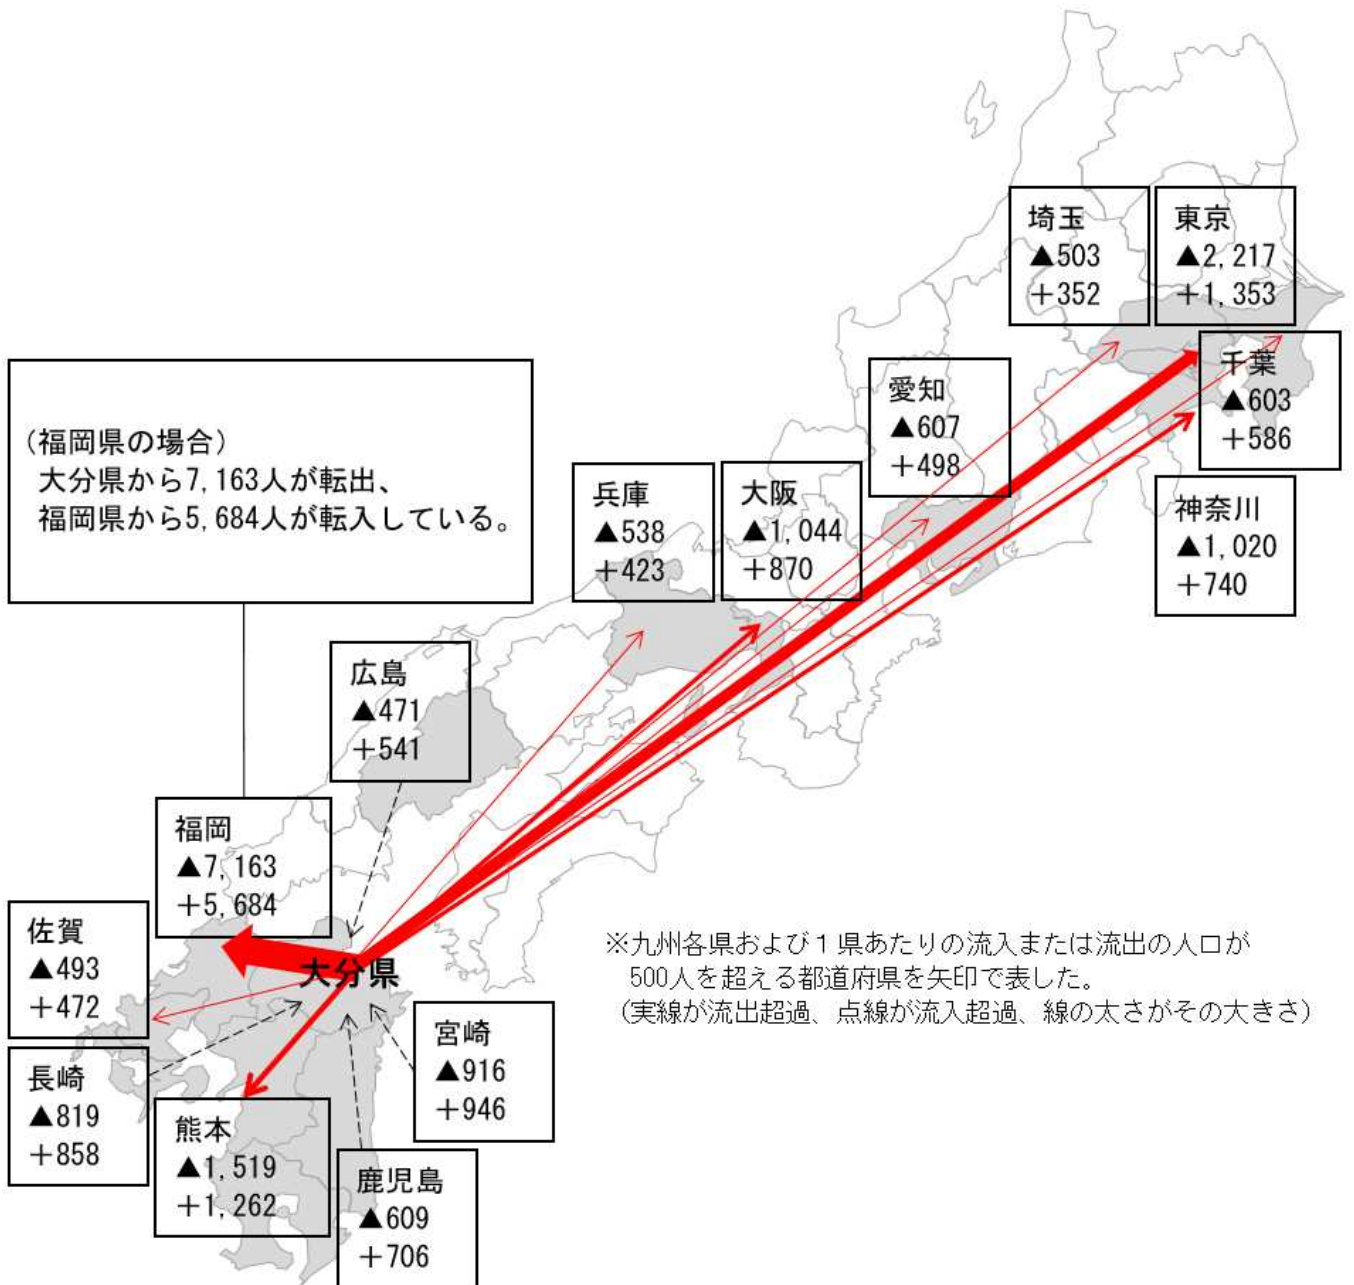 埼玉
▲503
+352
東京
▲2,217
+1,353
千葉
▲603
+586
愛知
▲607
+498
神奈川
▲1,020
+740
兵庫
▲538
+423
大阪
▲1,044
+870
(福岡県の場合)
大分県から7,163人が転出、
福岡県から5,684人が転入している。
広島
▲471
+541
福岡
▲7,163
+5,684
佐賀
▲493
+472
大分県
※九州各県および1県あたりの流入または流出の人口が
500人を超える都道府県を矢印で表した。
(実線が流出超過、点線が流入超過、線の太さがその大きさ)
宮崎
▲916
+946
長崎
▲819
+858
熊本
▲1,519
+1,262
鹿児島
▲609
+706